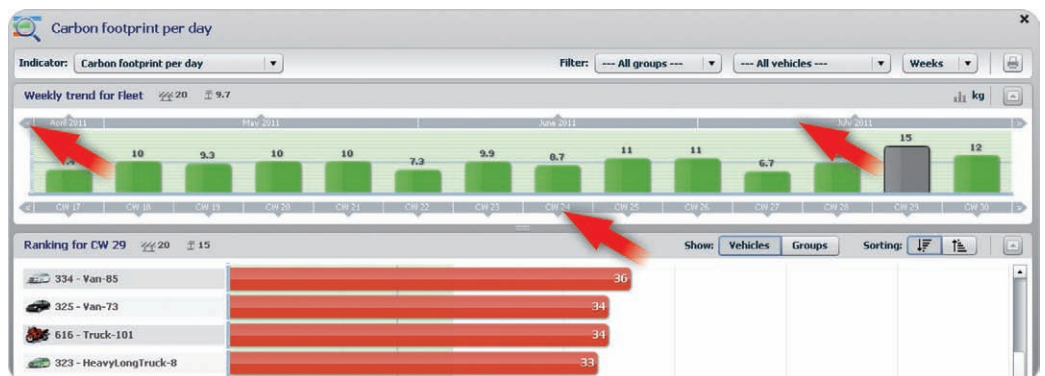 Carbon footprint per day
Indicator: Carbon footprint per day Filter: --- All groups --- --- All vehicles --- Weeks
Weekly trend for Fleet 20 9.7 kg
< April 2011 May 2011 June 2011 July 2011 >
10 9.3 10 10 7.3 9.9 8.7 11 11 6.7 15 12
< CW 17 CW 18 CW 19 CW 20 CW 21 CW 22 CW 23 CW 24 CW 25 CW 26 CW 27 CW 28 CW 29 CW 30 >
Ranking for CW 29 20 15 Show: Vehicles Groups Sorting:
334 - Van-85 36
325 - Van-73 34
616 - Truck-101 34
323 - HeavyLongTruck-8 33